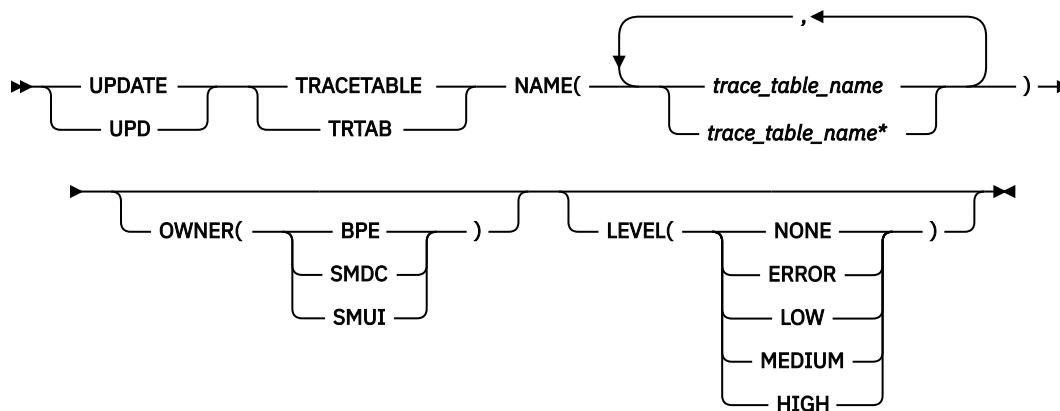 ,
UPDATE TRACETABLE NAME( trace_table_name )
UPD TRTAB trace_table_name*
OWNER( BPE ) LEVEL( NONE )
SMDC ERROR
SMUI LOW
MEDIUM
HIGH